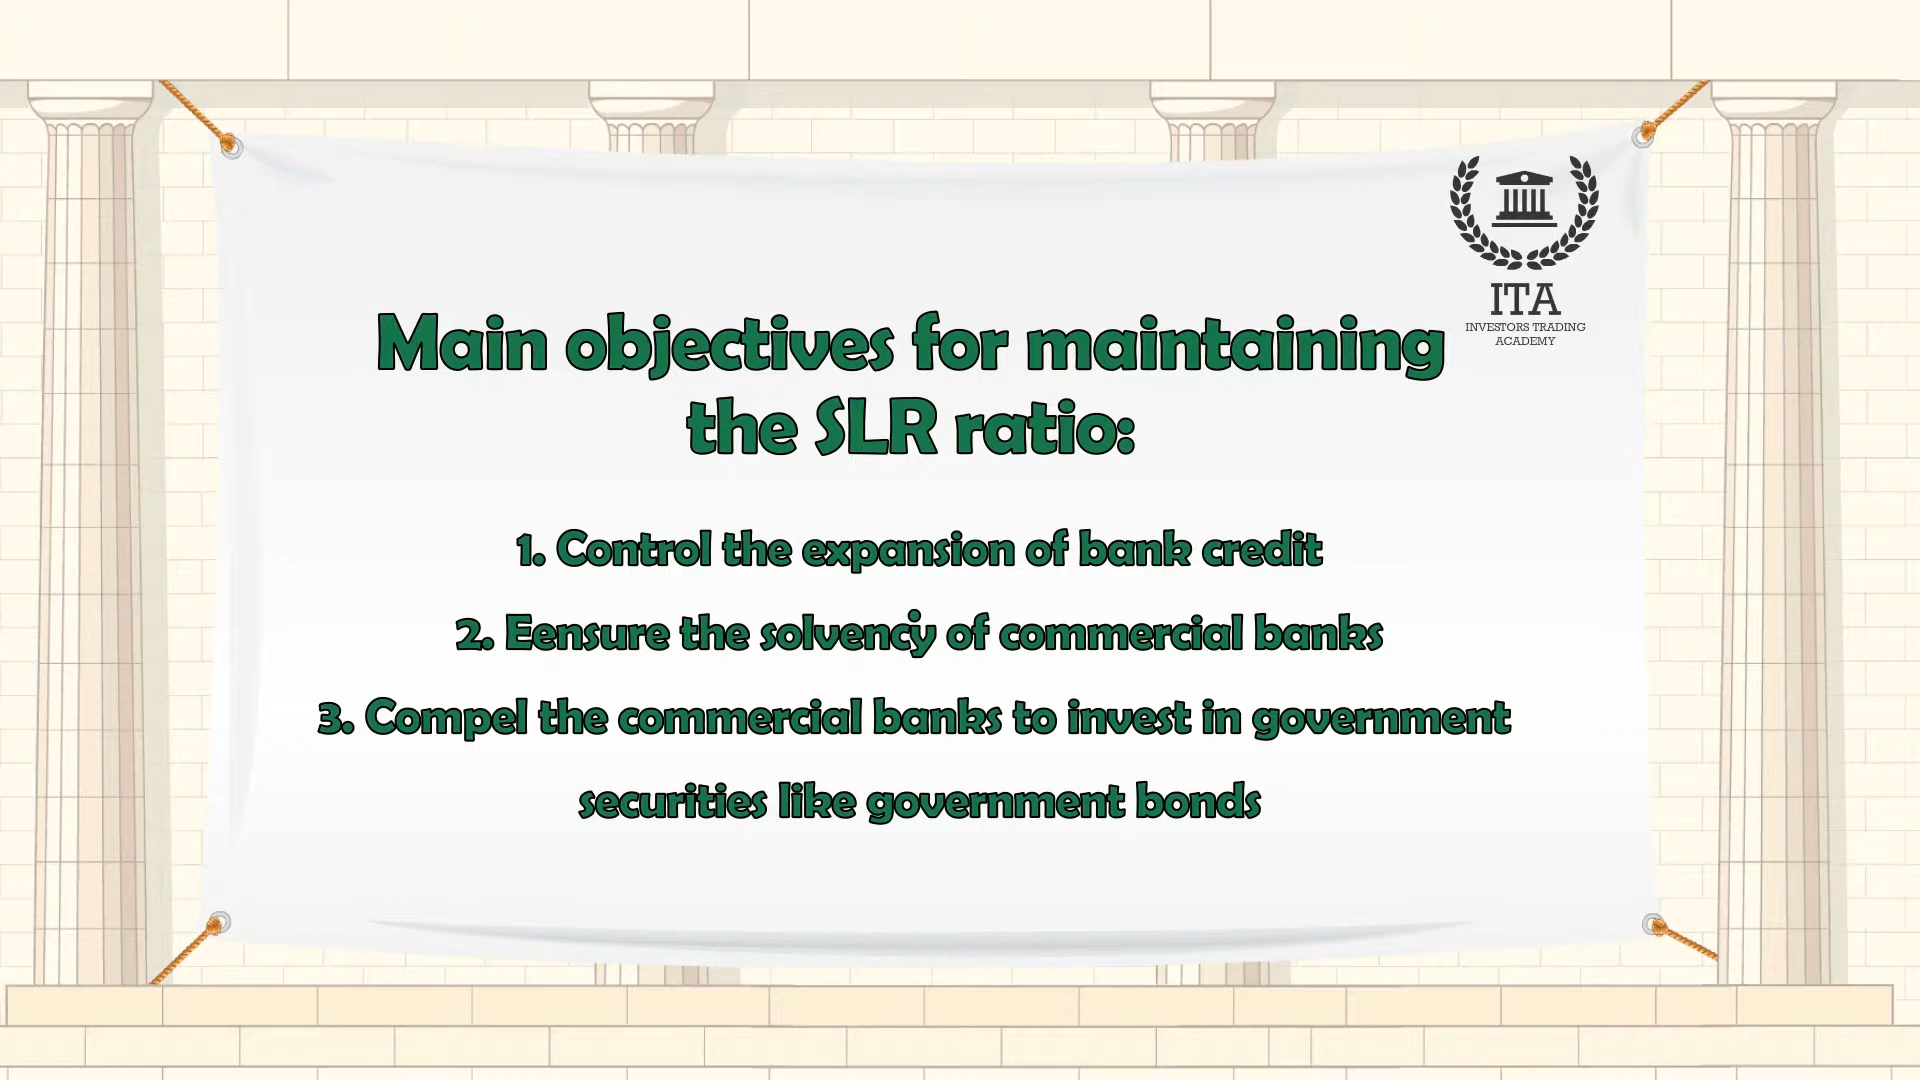 ITA
INVESTORS TRADING
ACADEMY
Main objectives for maintaining
the SLR ratio:
1. Control the expansion of bank credit
2. Eensure the solvency of commercial banks
3. Compel the commercial banks to invest in government
securities like government bonds